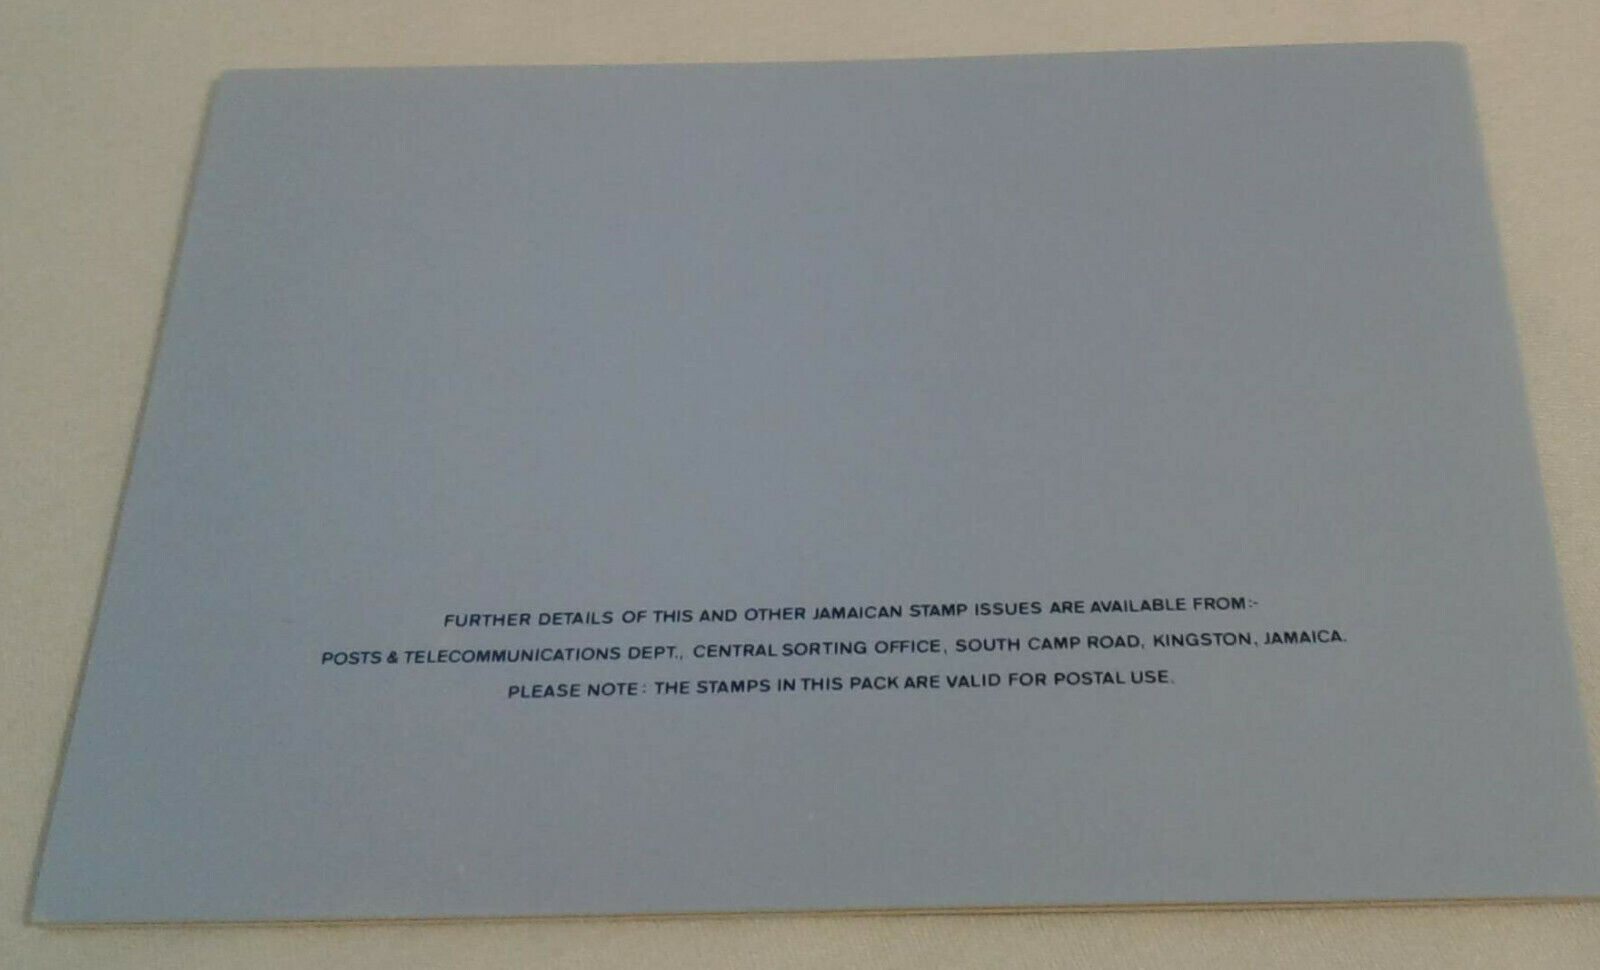 FURTHER DETAILS OF THIS AND OTHER JAMAICAN STAMP ISSUES ARE AVAILABLE FROM:-
POSTS & TELECOMMUNICATIONS DEPT., CENTRAL SORTING OFFICE, SOUTH CAMP ROAD, KINGSTON, JAMAICA.
PLEASE NOTE: THE STAMPS IN THIS PACK ARE VALID FOR POSTAL USE.